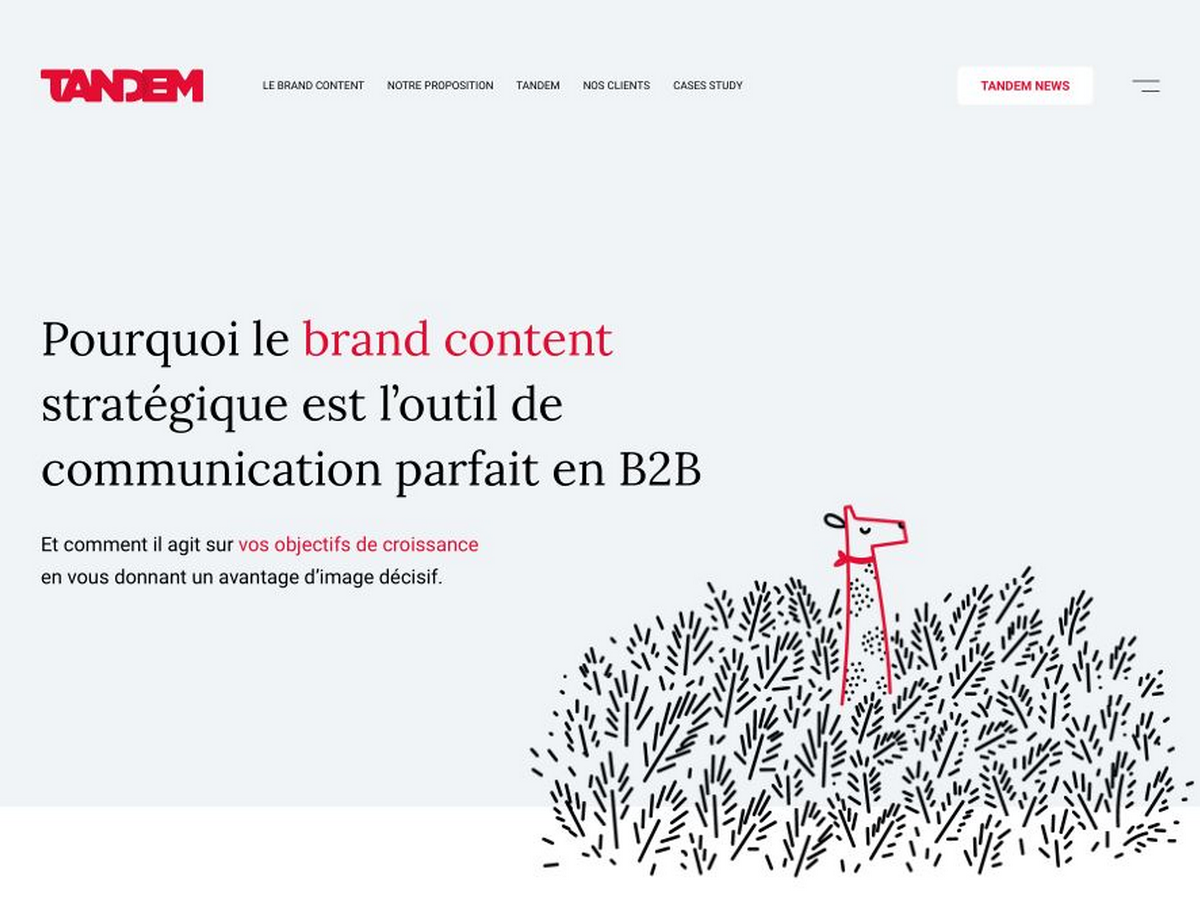 TANDEM
LE BRAND CONTENT
NOTRE PROPOSITION
TANDEM
NOS CLIENTS
CASES STUDY
TANDEM NEWS
Pourquoi le brand content
stratégique est l’outil de
communication parfait en B2B
Et comment il agit sur vos objectifs de croissance
en vous donnant un avantage d’image décisif.